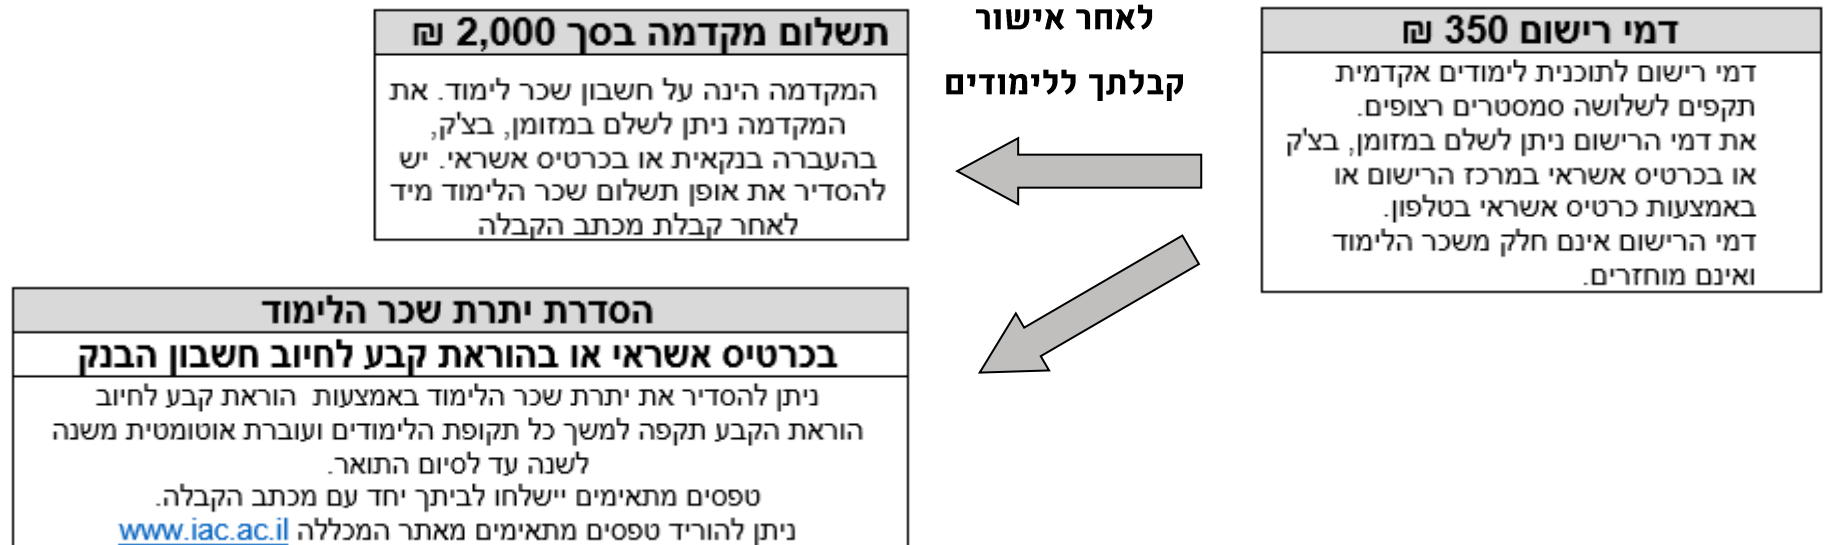 דמי רישום 350 ₪
דמי רישום לתוכנית לימודים אקדמית
תקפים לשלושה סמסטרים רצופים.
את דמי הרישום ניתן לשלם במזומן, בצ'ק
או בכרטיס אשראי במרכז הרישום או
באמצעות כרטיס אשראי בטלפון.
דמי הרישום אינם חלק משכר הלימוד
ואינם מוחזרים.
לאחר אישור
קבלתך ללימודים
תשלום מקדמה בסך 2,000 ₪
המקדמה הינה על חשבון שכר לימוד. את
המקדמה ניתן לשלם במזומן, בצ'ק,
בהעברה בנקאית או בכרטיס אשראי. יש
להסדיר את אופן תשלום שכר הלימוד מיד
לאחר קבלת מכתב הקבלה
הסדרת יתרת שכר הלימוד
בכרטיס אשראי או בהוראת קבע לחיוב חשבון הבנק
ניתן להסדיר את יתרת שכר הלימוד באמצעות הוראת קבע לחיוב
הוראת הקבע תקפה למשך כל תקופת הלימודים ועוברת אוטומטית משנה
לשנה עד לסיום התואר.
טפסים מתאימים יישלחו לביתך יחד עם מכתב הקבלה.
ניתן להוריד טפסים מתאימים מאתר המכללה www.iac.ac.il